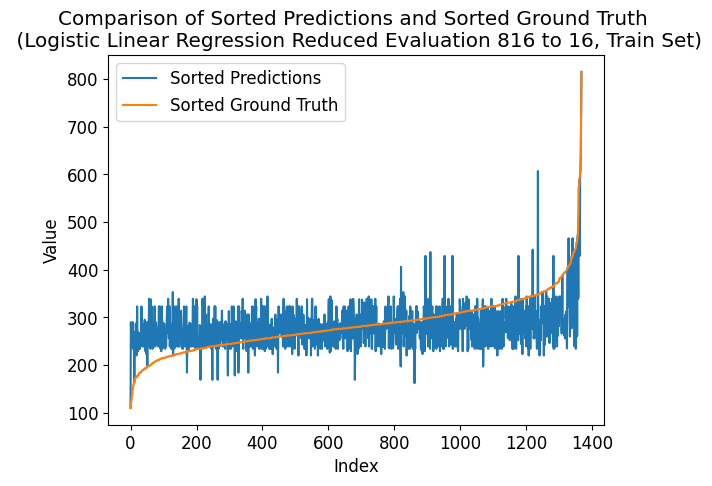 Comparison of Sorted Predictions and Sorted Ground Truth
(Logistic Linear Regression Reduced Evaluation 816 to 16, Train Set)
Sorted Predictions
Sorted Ground Truth
800
700
600
500
400
300
200
100
Value
0 200 400 600 800 1000 1200 1400
Index